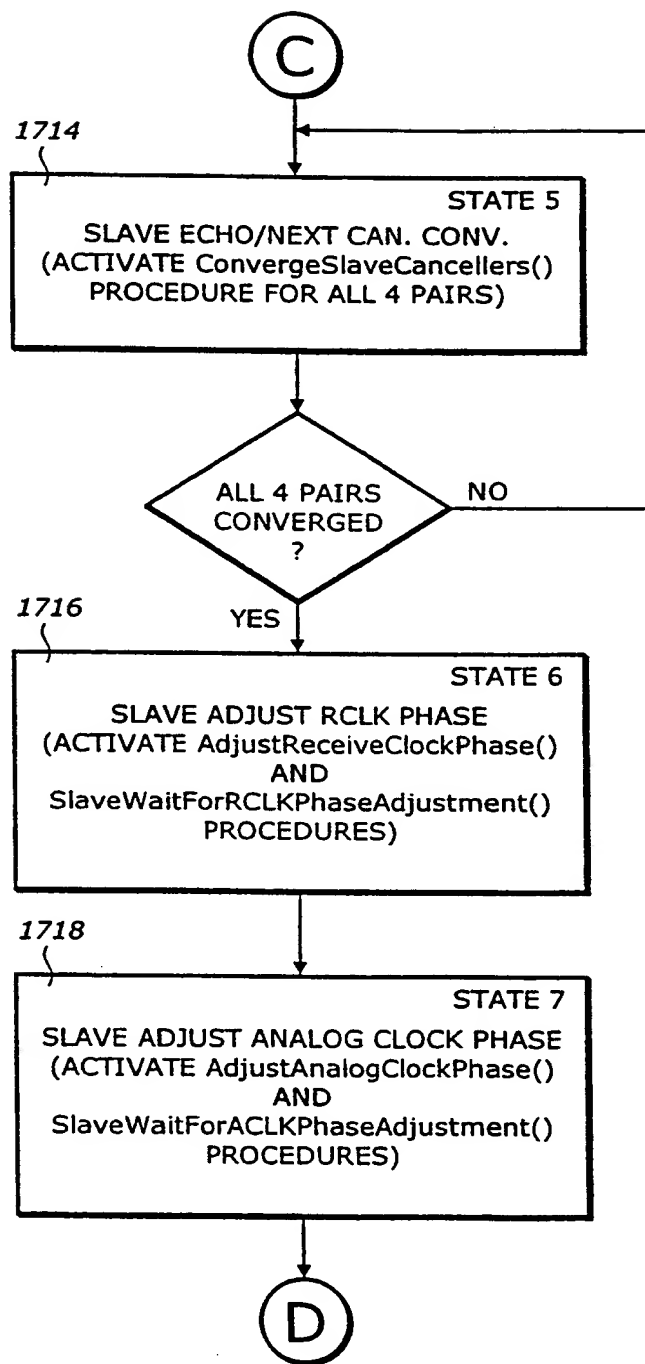 C
1714
STATE 5
SLAVE ECHO/NEXT CAN. CONV.
(ACTIVATE ConvergeSlaveCancellers()
PROCEDURE FOR ALL 4 PAIRS)
ALL 4 PAIRS
CONVERGED
?
NO
YES
1716
STATE 6
SLAVE ADJUST RCLK PHASE
(ACTIVATE AdjustReceiveClockPhase()
AND
SlaveWaitForRCLKPhaseAdjustment()
PROCEDURES)
1718
STATE 7
SLAVE ADJUST ANALOG CLOCK PHASE
(ACTIVATE AdjustAnalogClockPhase()
AND
SlaveWaitForACLKPhaseAdjustment()
PROCEDURES)
D